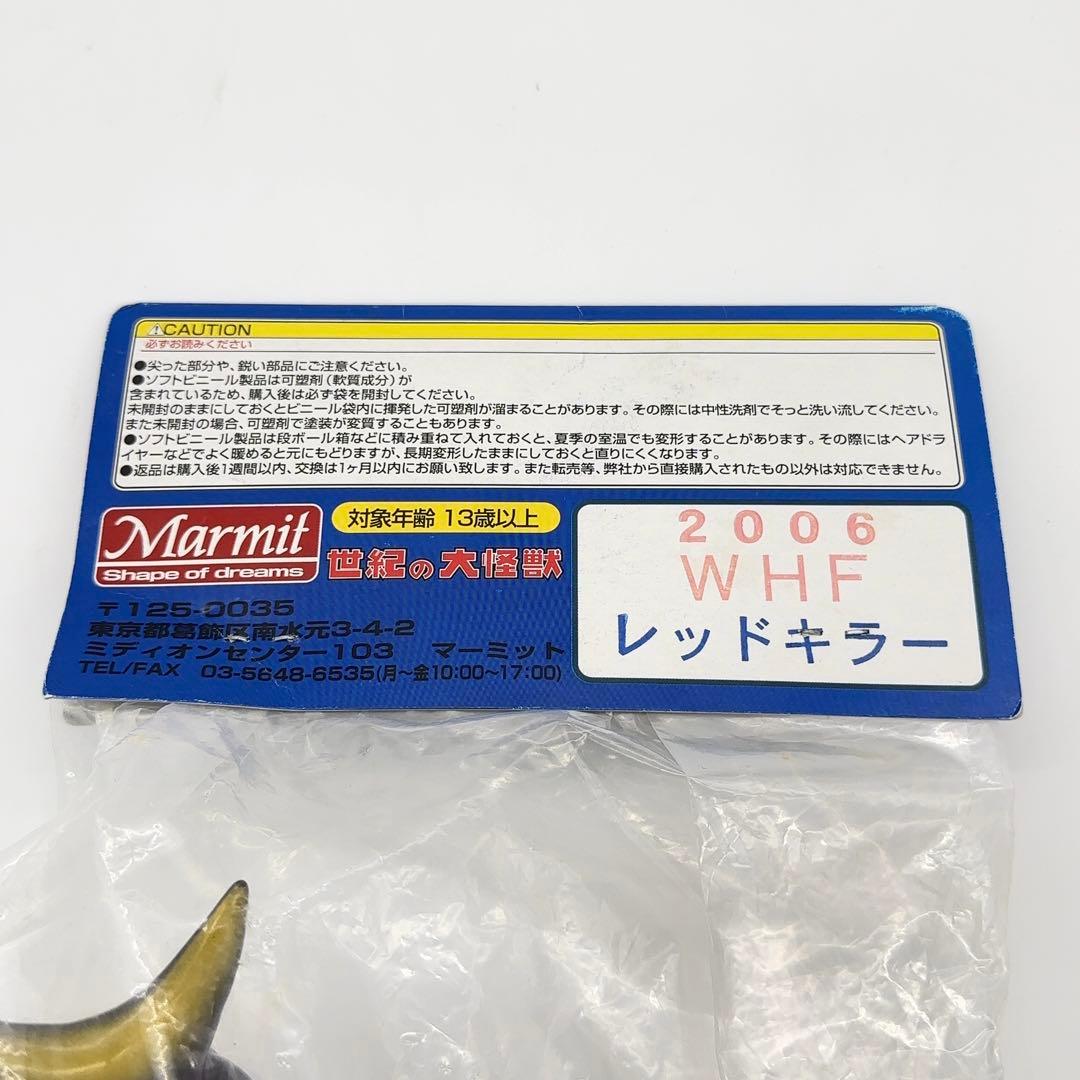 ⚠CAUTION
必ずお読みください
●尖った部分や、鋭い部品にご注意ください。
●ソフトビニール製品は可塑剤（軟質成分）が
含まれているため、購入後は必ず袋を開封してください。
未開封のままにしておくとビニール袋内に揮発した可塑剤が溜まることがあります。その際には中性洗剤でそっと洗い流してください。
また未開封の場合、可塑剤で塗装が変質することもあります。
●ソフトビニール製品は段ボール箱などに積み重ねて入れておくと、夏季の室温でも変形することがあります。その際にはヘアドラ
イヤーなどでよく暖めると元にもどりますが、長期変形したままにしておくと直りにくくなります。
●返品は購入後1週間以内、交換は1ヶ月以内にお願い致します。また転売等、弊社から直接購入されたもの以外は対応できません。
Marmit
Shape of dreams
対象年齢 13歳以上
世紀の大怪獣
〒125-0035
東京都葛飾区南水元3-4-2
ミディオンセンター103 マーミット
TEL/FAX 03-5648-6535(月〜金10:00〜17:00)
2006
WHF
レッドキラー